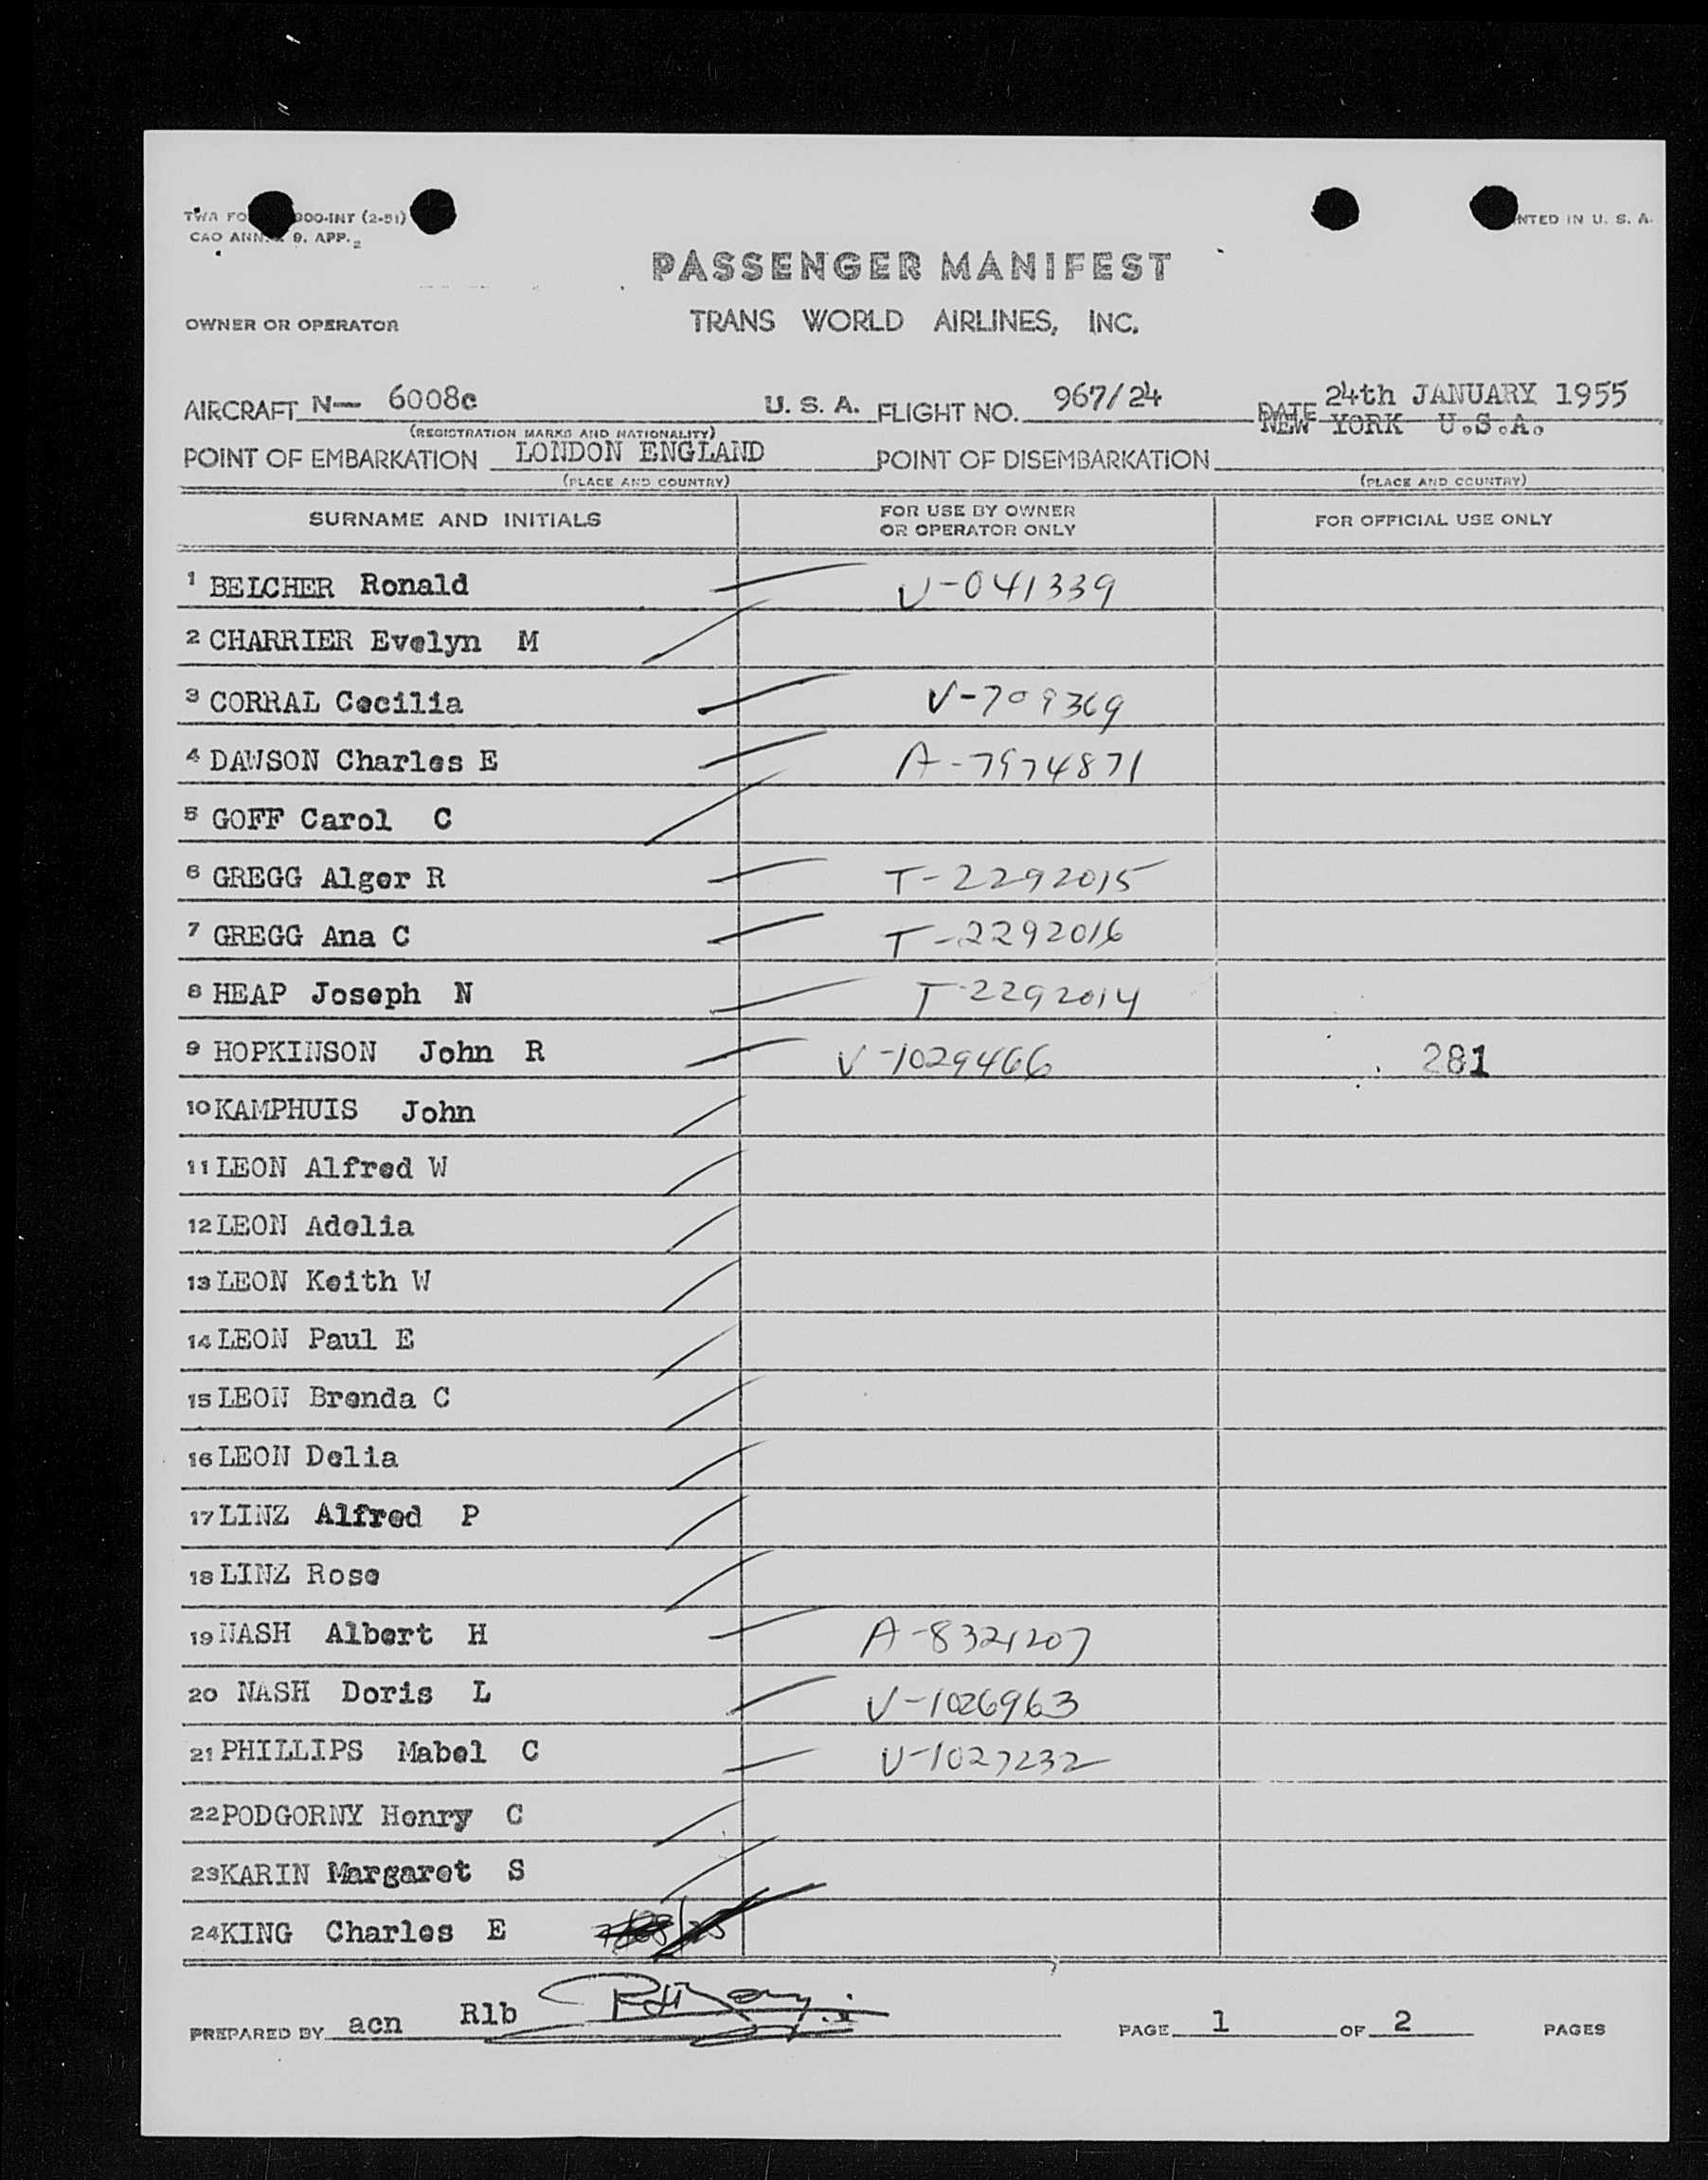 TWA FO 000-INT (2-51)
NTED IN U. S. A.
CAO ANN. 9. APP. 2
PASSENGER MANIFEST
OWNER OR OPERATOR TRANS WORLD AIRLINES, INC.
AIRCRAFT N— 6008c U. S. A. FLIGHT NO. 967/24 DATE 24th JANUARY 1955
(REGISTRATION MARKS AND NATIONALITY) NEW YORK U.S.A.
POINT OF EMBARKATION LONDON ENGLAND POINT OF DISEMBARKATION
(PLACE AND COUNTRY) (PLACE AND COUNTRY)
SURNAME AND INITIALS FOR USE BY OWNER OR OPERATOR ONLY FOR OFFICIAL USE ONLY
1 BELCHER Ronald V-041339
2 CHARRIER Evelyn M
3 CORRAL Cecilia V-709369
4 DAWSON Charles E A-7974871
5 GOFF Carol C
6 GREGG Alger R T-2292015
7 GREGG Ana C T-2292016
8 HEAP Joseph N T-2292014
9 HOPKINSON John R V-1029466 281
10 KAMPHUIS John
11 LEON Alfred W
12 LEON Adelia
13 LEON Keith W
14 LEON Paul E
15 LEON Brenda C
16 LEON Delia
17 LINZ Alfred P
18 LINZ Rose
19 NASH Albert H A-8321207
20 NASH Doris L V-1026963
21 PHILLIPS Mabel C V-1027232
22 PODGORNY Henry C
23 KARIN Margaret S
24 KING Charles E
PREPARED BY acn Rlb PAGE 1 OF 2 PAGES